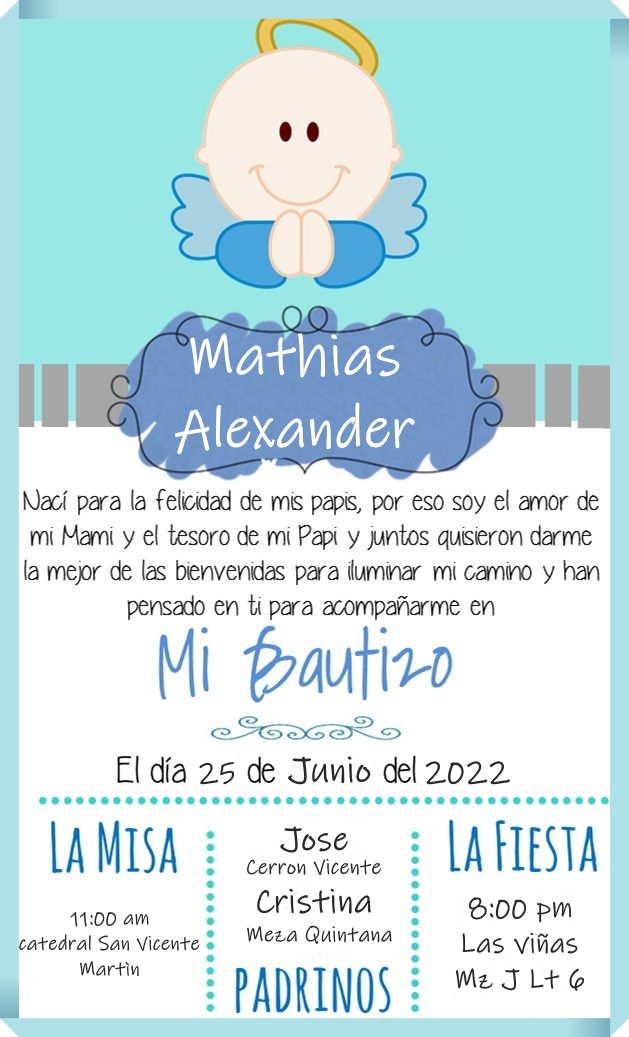 Mathias
Alexander
Nací para la felicidad de mis papis, por eso soy el amor de
mi Mami y el tesoro de mi Papi y juntos quisieron darme
la mejor de las bienvenidas para iluminar mi camino y han
pensado en ti para acompañarme en
Mi Bautizo
El día 25 de Junio del 2022
LA MISA
11:00 am
catedral San Vicente
Martìn
Jose
Cerron Vicente
Cristina
Meza Quintana
PADRINOS
LA FIESTA
8:00 pm
Las viñas
Mz J Lt 6